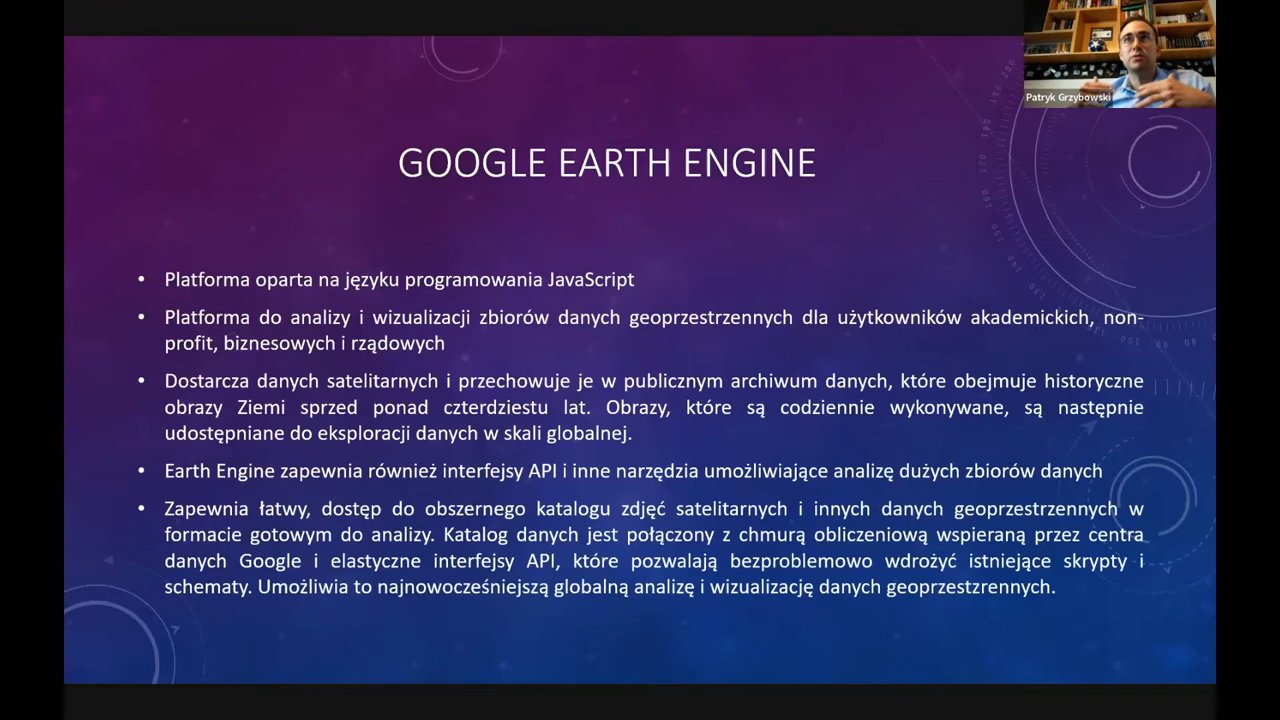 Patryk Grzybowski
GOOGLE EARTH ENGINE
• Platforma oparta na języku programowania JavaScript
• Platforma do analizy i wizualizacji zbiorów danych geoprzestrzennych dla użytkowników akademickich, non-
profit, biznesowych i rządowych
• Dostarcza danych satelitarnych i przechowuje je w publicznym archiwum danych, które obejmuje historyczne
obrazy Ziemi sprzed ponad czterdziestu lat. Obrazy, które są codziennie wykonywane, są następnie
udostępniane do eksploracji danych w skali globalnej.
• Earth Engine zapewnia również interfejsy API i inne narzędzia umożliwiające analizę dużych zbiorów danych
• Zapewnia łatwy, dostęp do obszernego katalogu zdjęć satelitarnych i innych danych geoprzestrzennych w
formacie gotowym do analizy. Katalog danych jest połączony z chmurą obliczeniową wspieraną przez centra
danych Google i elastyczne interfejsy API, które pozwalają bezproblemowo wdrożyć istniejące skrypty i
schematy. Umożliwia to najnowocześniejszą globalną analizę i wizualizację danych geoprzestzrennych.